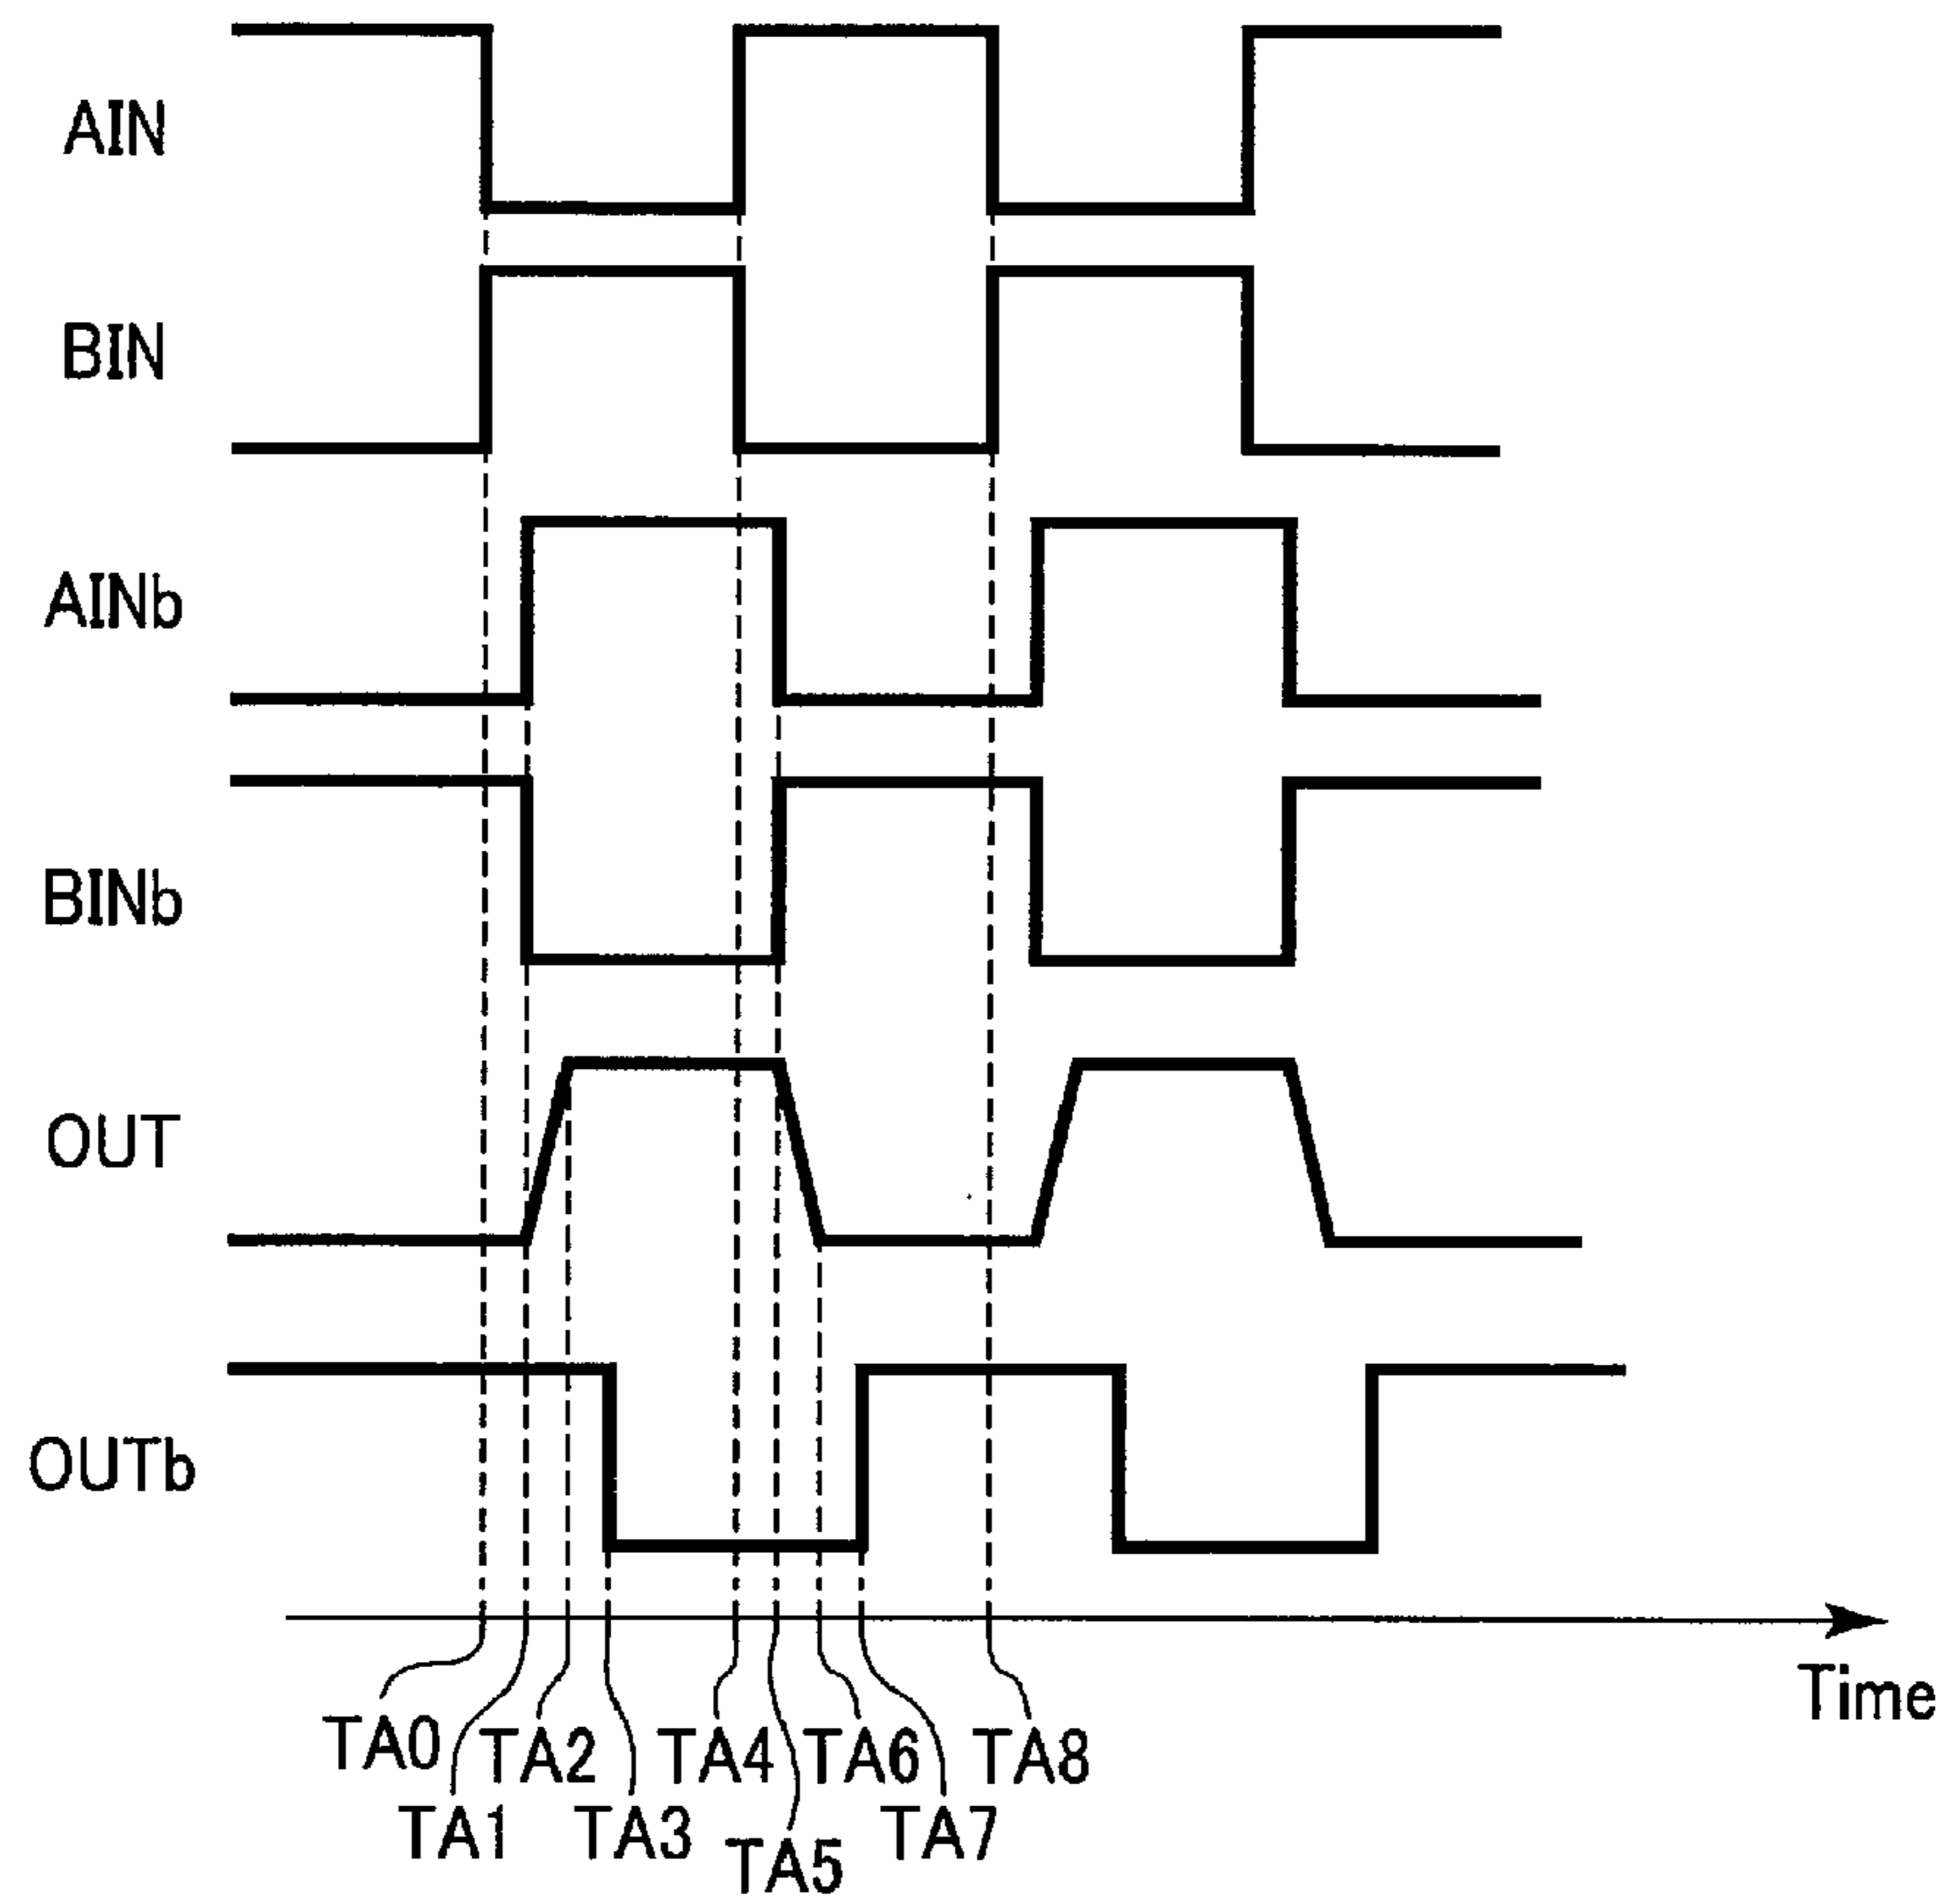 AIN
BIN
AINb
BINb
OUT
OUTb
Time
TA0 TA2 TA4 TA6 TA8
TA1 TA3 TA5 TA7